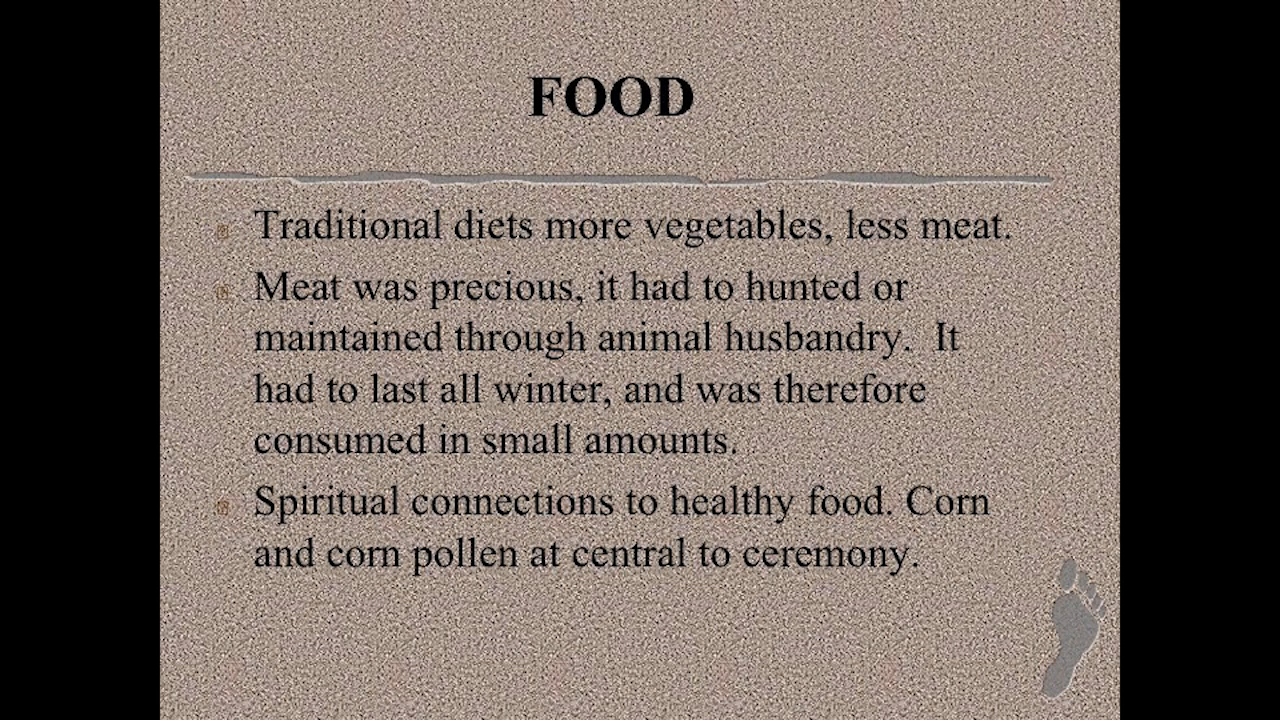 FOOD
Traditional diets more vegetables, less meat.
Meat was precious, it had to hunted or
maintained through animal husbandry.  It
had to last all winter, and was therefore
consumed in small amounts.
Spiritual connections to healthy food. Corn
and corn pollen at central to ceremony.